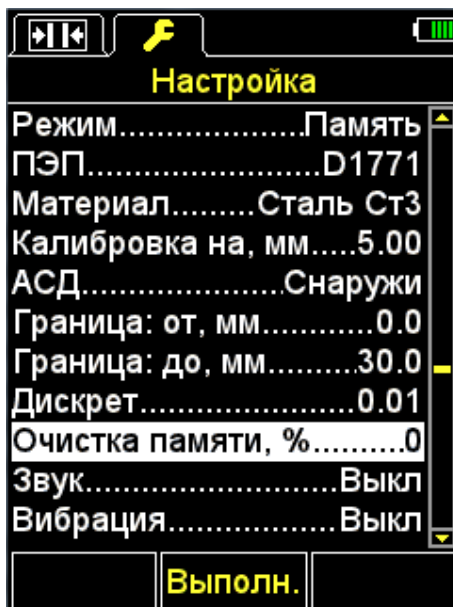 Настройка
Режим....................Память
ПЭП.........................D1771
Материал.........Сталь Ст3
Калибровка на, мм.....5.00
АСД.....................Снаружи
Граница: от, мм...........0.0
Граница: до, мм..........30.0
Дискрет......................0.01
Очистка памяти, %..........0
Звук..........................Выкл
Вибрация.................Выкл
Выполн.